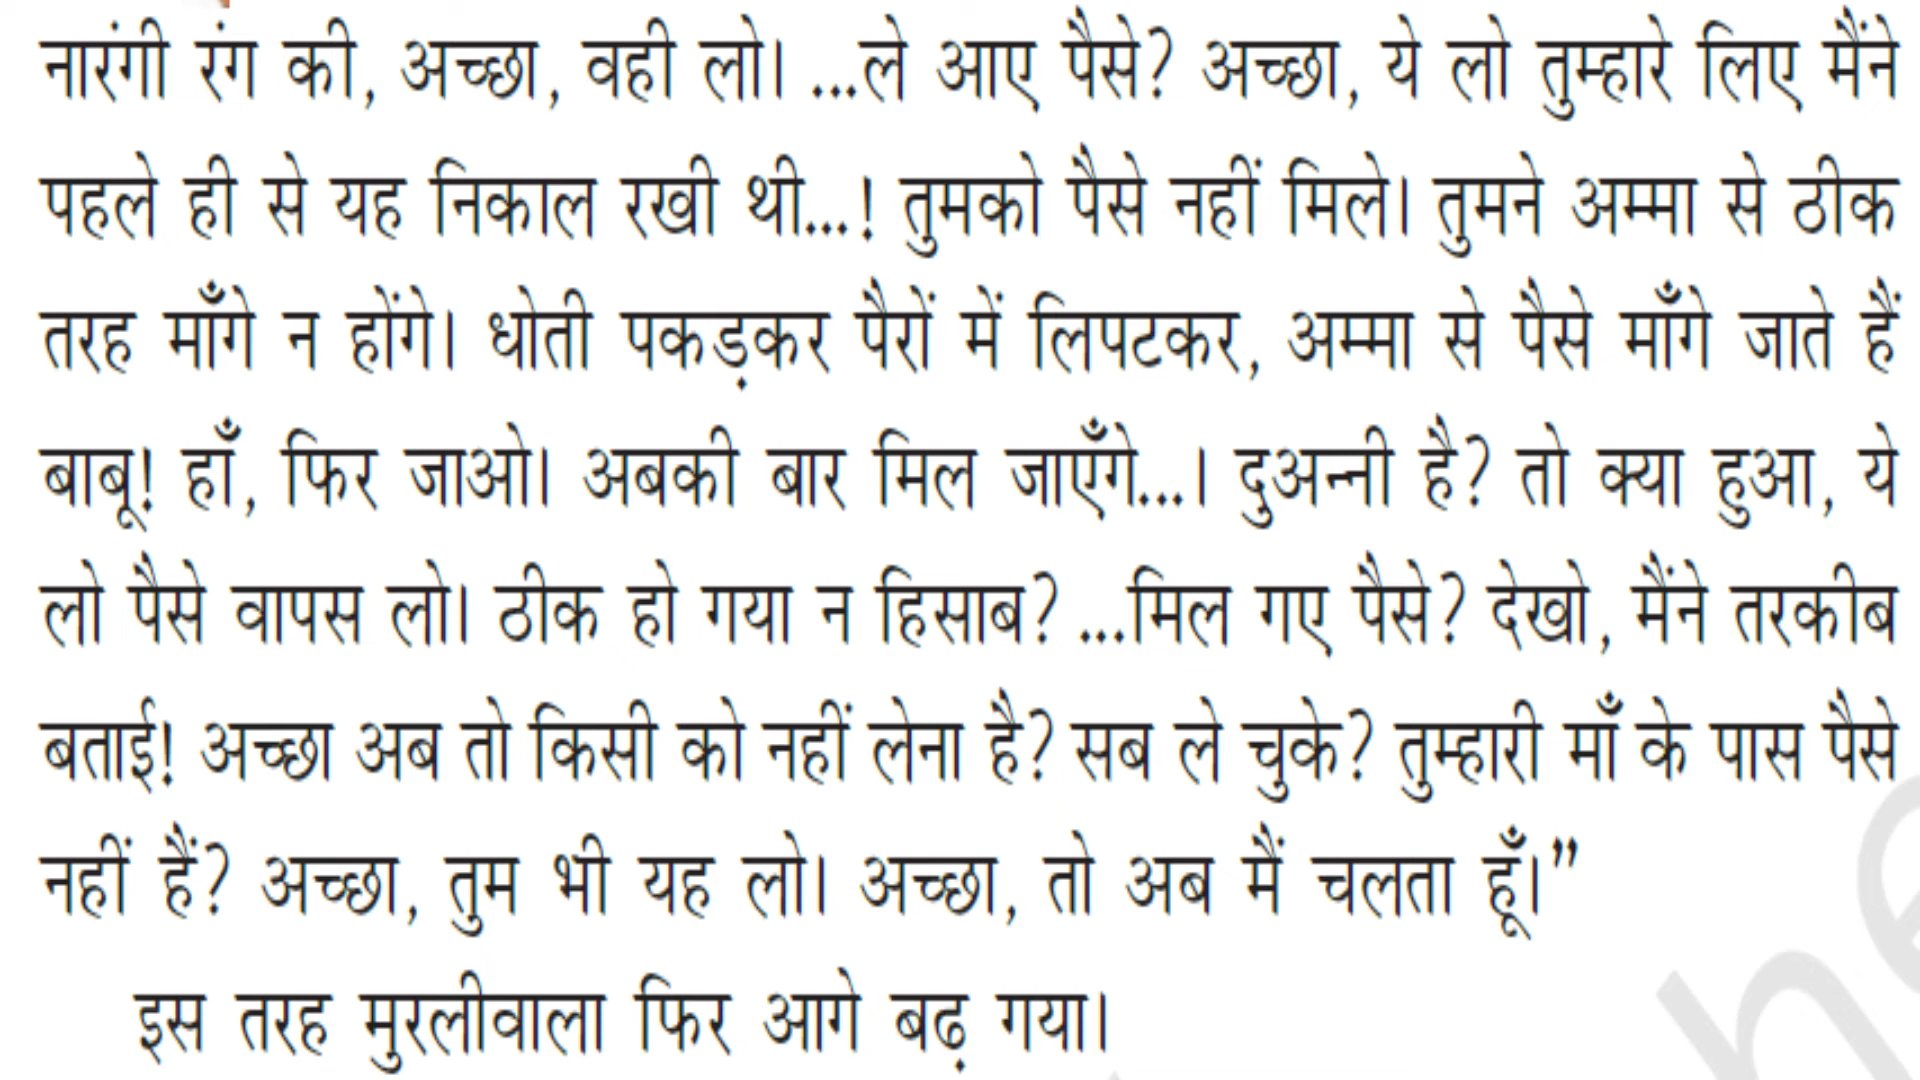 नारंगी रंग की, अच्छा, वही लो। ...ले आए पैसे? अच्छा, ये लो तुम्हारे लिए मैंने
पहले ही से यह निकाल रखी थी...! तुमको पैसे नहीं मिले। तुमने अम्मा से ठीक
तरह माँगे न होंगे। धोती पकड़कर पैरों में लिपटकर, अम्मा से पैसे माँगे जाते हैं
बाबू! हाँ, फिर जाओ। अबकी बार मिल जाएँगे...। दुअन्नी है? तो क्या हुआ, ये
लो पैसे वापस लो। ठीक हो गया न हिसाब? ...मिल गए पैसे? देखो, मैंने तरकीब
बताई! अच्छा अब तो किसी को नहीं लेना है? सब ले चुके? तुम्हारी माँ के पास पैसे
नहीं हैं? अच्छा, तुम भी यह लो। अच्छा, तो अब मैं चलता हूँ।”
इस तरह मुरलीवाला फिर आगे बढ़ गया।